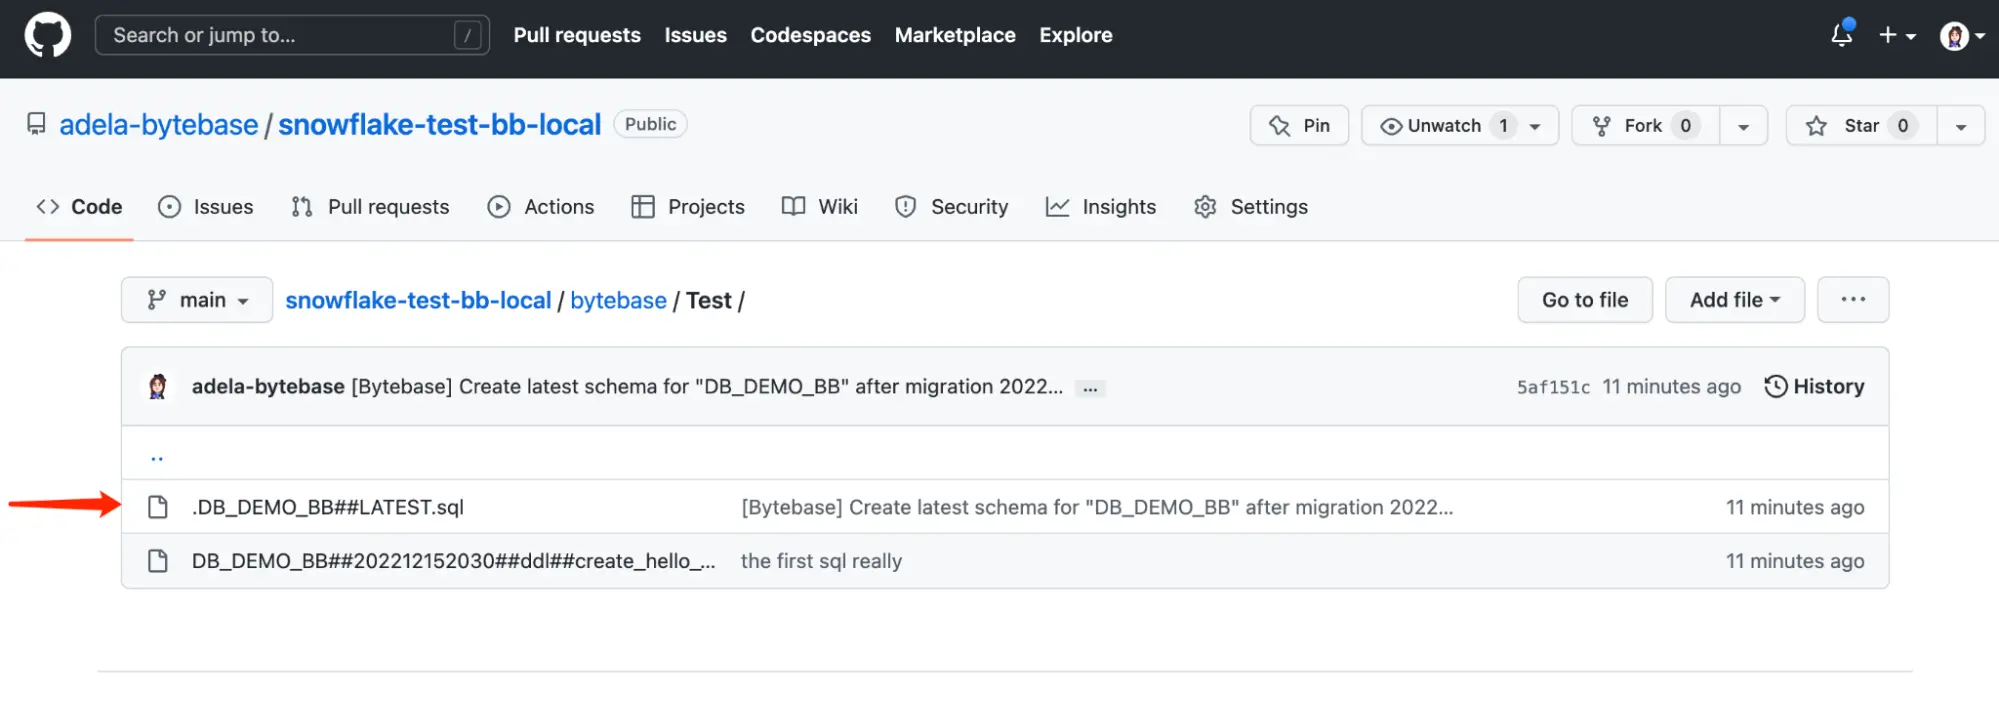 Search or jump to... / Pull requests Issues Codespaces Marketplace Explore
adela-bytebase / snowflake-test-bb-local Public Pin Unwatch 1 Fork 0 Star 0
Code Issues Pull requests Actions Projects Wiki Security Insights Settings
main snowflake-test-bb-local / bytebase / Test / Go to file Add file ...
adela-bytebase [Bytebase] Create latest schema for "DB_DEMO_BB" after migration 2022... ... 5af151c 11 minutes ago History
..
.DB_DEMO_BB##LATEST.sql [Bytebase] Create latest schema for "DB_DEMO_BB" after migration 2022... 11 minutes ago
DB_DEMO_BB##202212152030##ddl##create_hello_... the first sql really 11 minutes ago